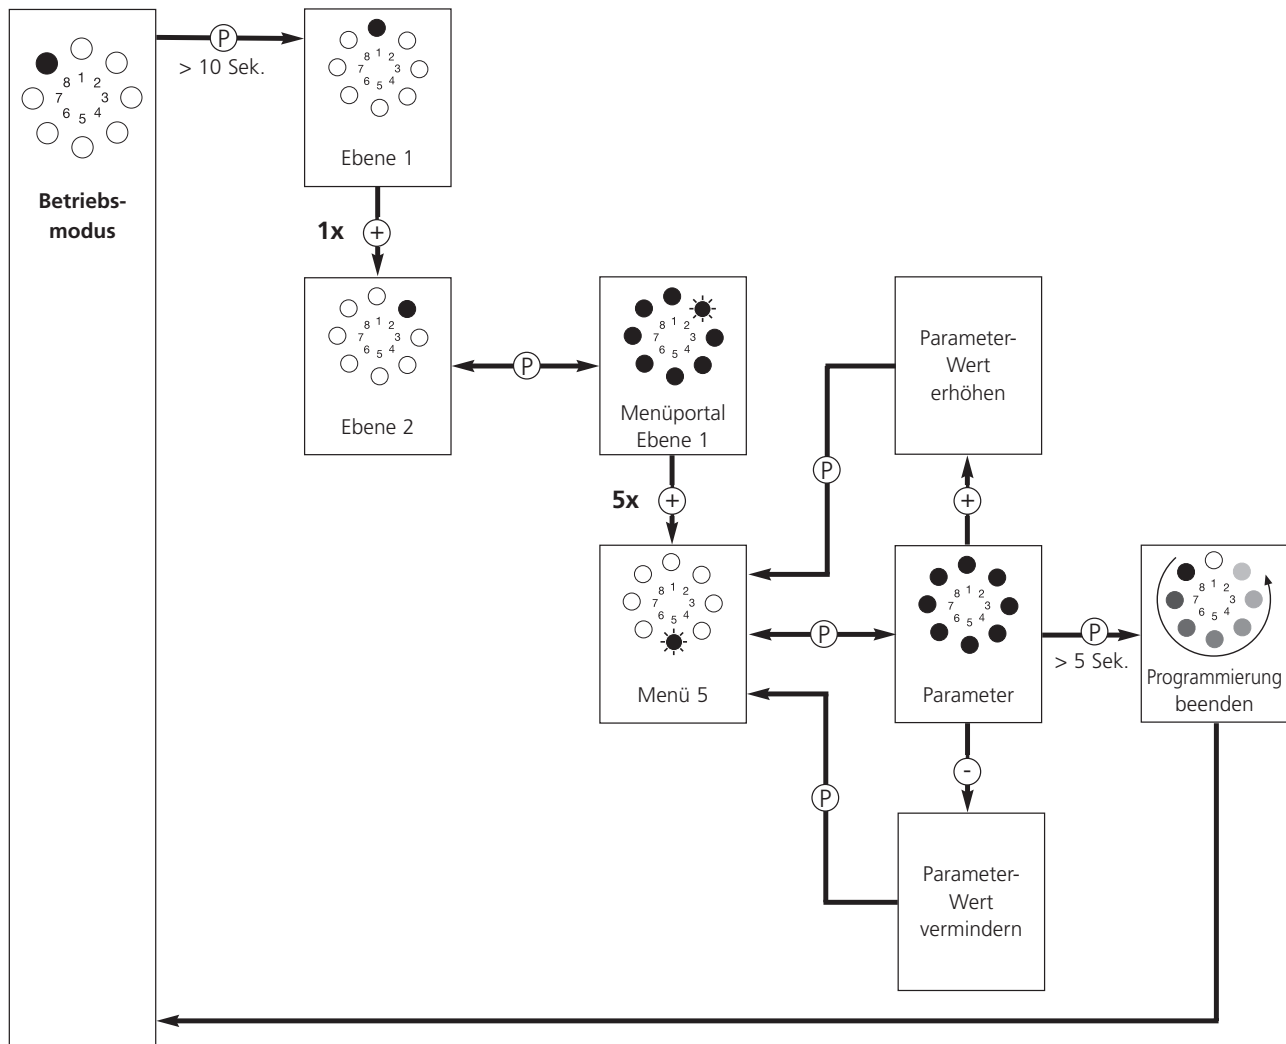 8 1 2
7 3
6 5 4
Betriebs-
modus
P
> 10 Sek.
8 1 2
7 3
6 5 4
Ebene 1
1x +
8 1 2
7 3
6 5 4
Ebene 2
P
8 1 2
7 3
6 5 4
Menüportal
Ebene 1
5x +
8 1 2
7 3
6 5 4
Menü 5
P
P
P
Parameter-
Wert
erhöhen
+
8 1 2
7 3
6 5 4
Parameter
-
Parameter-
Wert
vermindern
P
> 5 Sek.
8 1 2
7 3
6 5 4
Programmierung
beenden